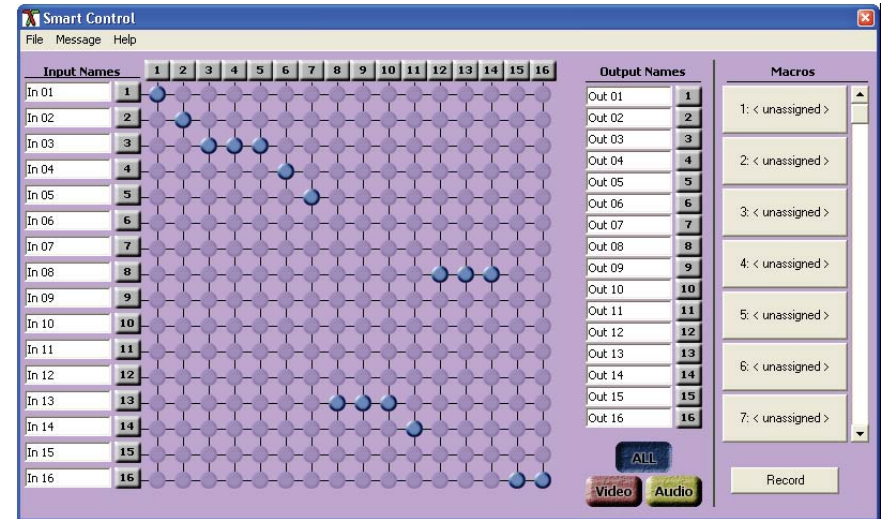 Smart Control
File Message Help
Input Names 1 2 3 4 5 6 7 8 9 10 11 12 13 14 15 16
In 01 1
In 02 2
In 03 3
In 04 4
In 05 5
In 06 6
In 07 7
In 08 8
In 09 9
In 10 10
In 11 11
In 12 12
In 13 13
In 14 14
In 15 15
In 16 16
Output Names
Out 01 1
Out 02 2
Out 03 3
Out 04 4
Out 05 5
Out 06 6
Out 07 7
Out 08 8
Out 09 9
Out 10 10
Out 11 11
Out 12 12
Out 13 13
Out 14 14
Out 15 15
Out 16 16
ALL
Video Audio
Macros
1: < unassigned >
2: < unassigned >
3: < unassigned >
4: < unassigned >
5: < unassigned >
6: < unassigned >
7: < unassigned >
Record